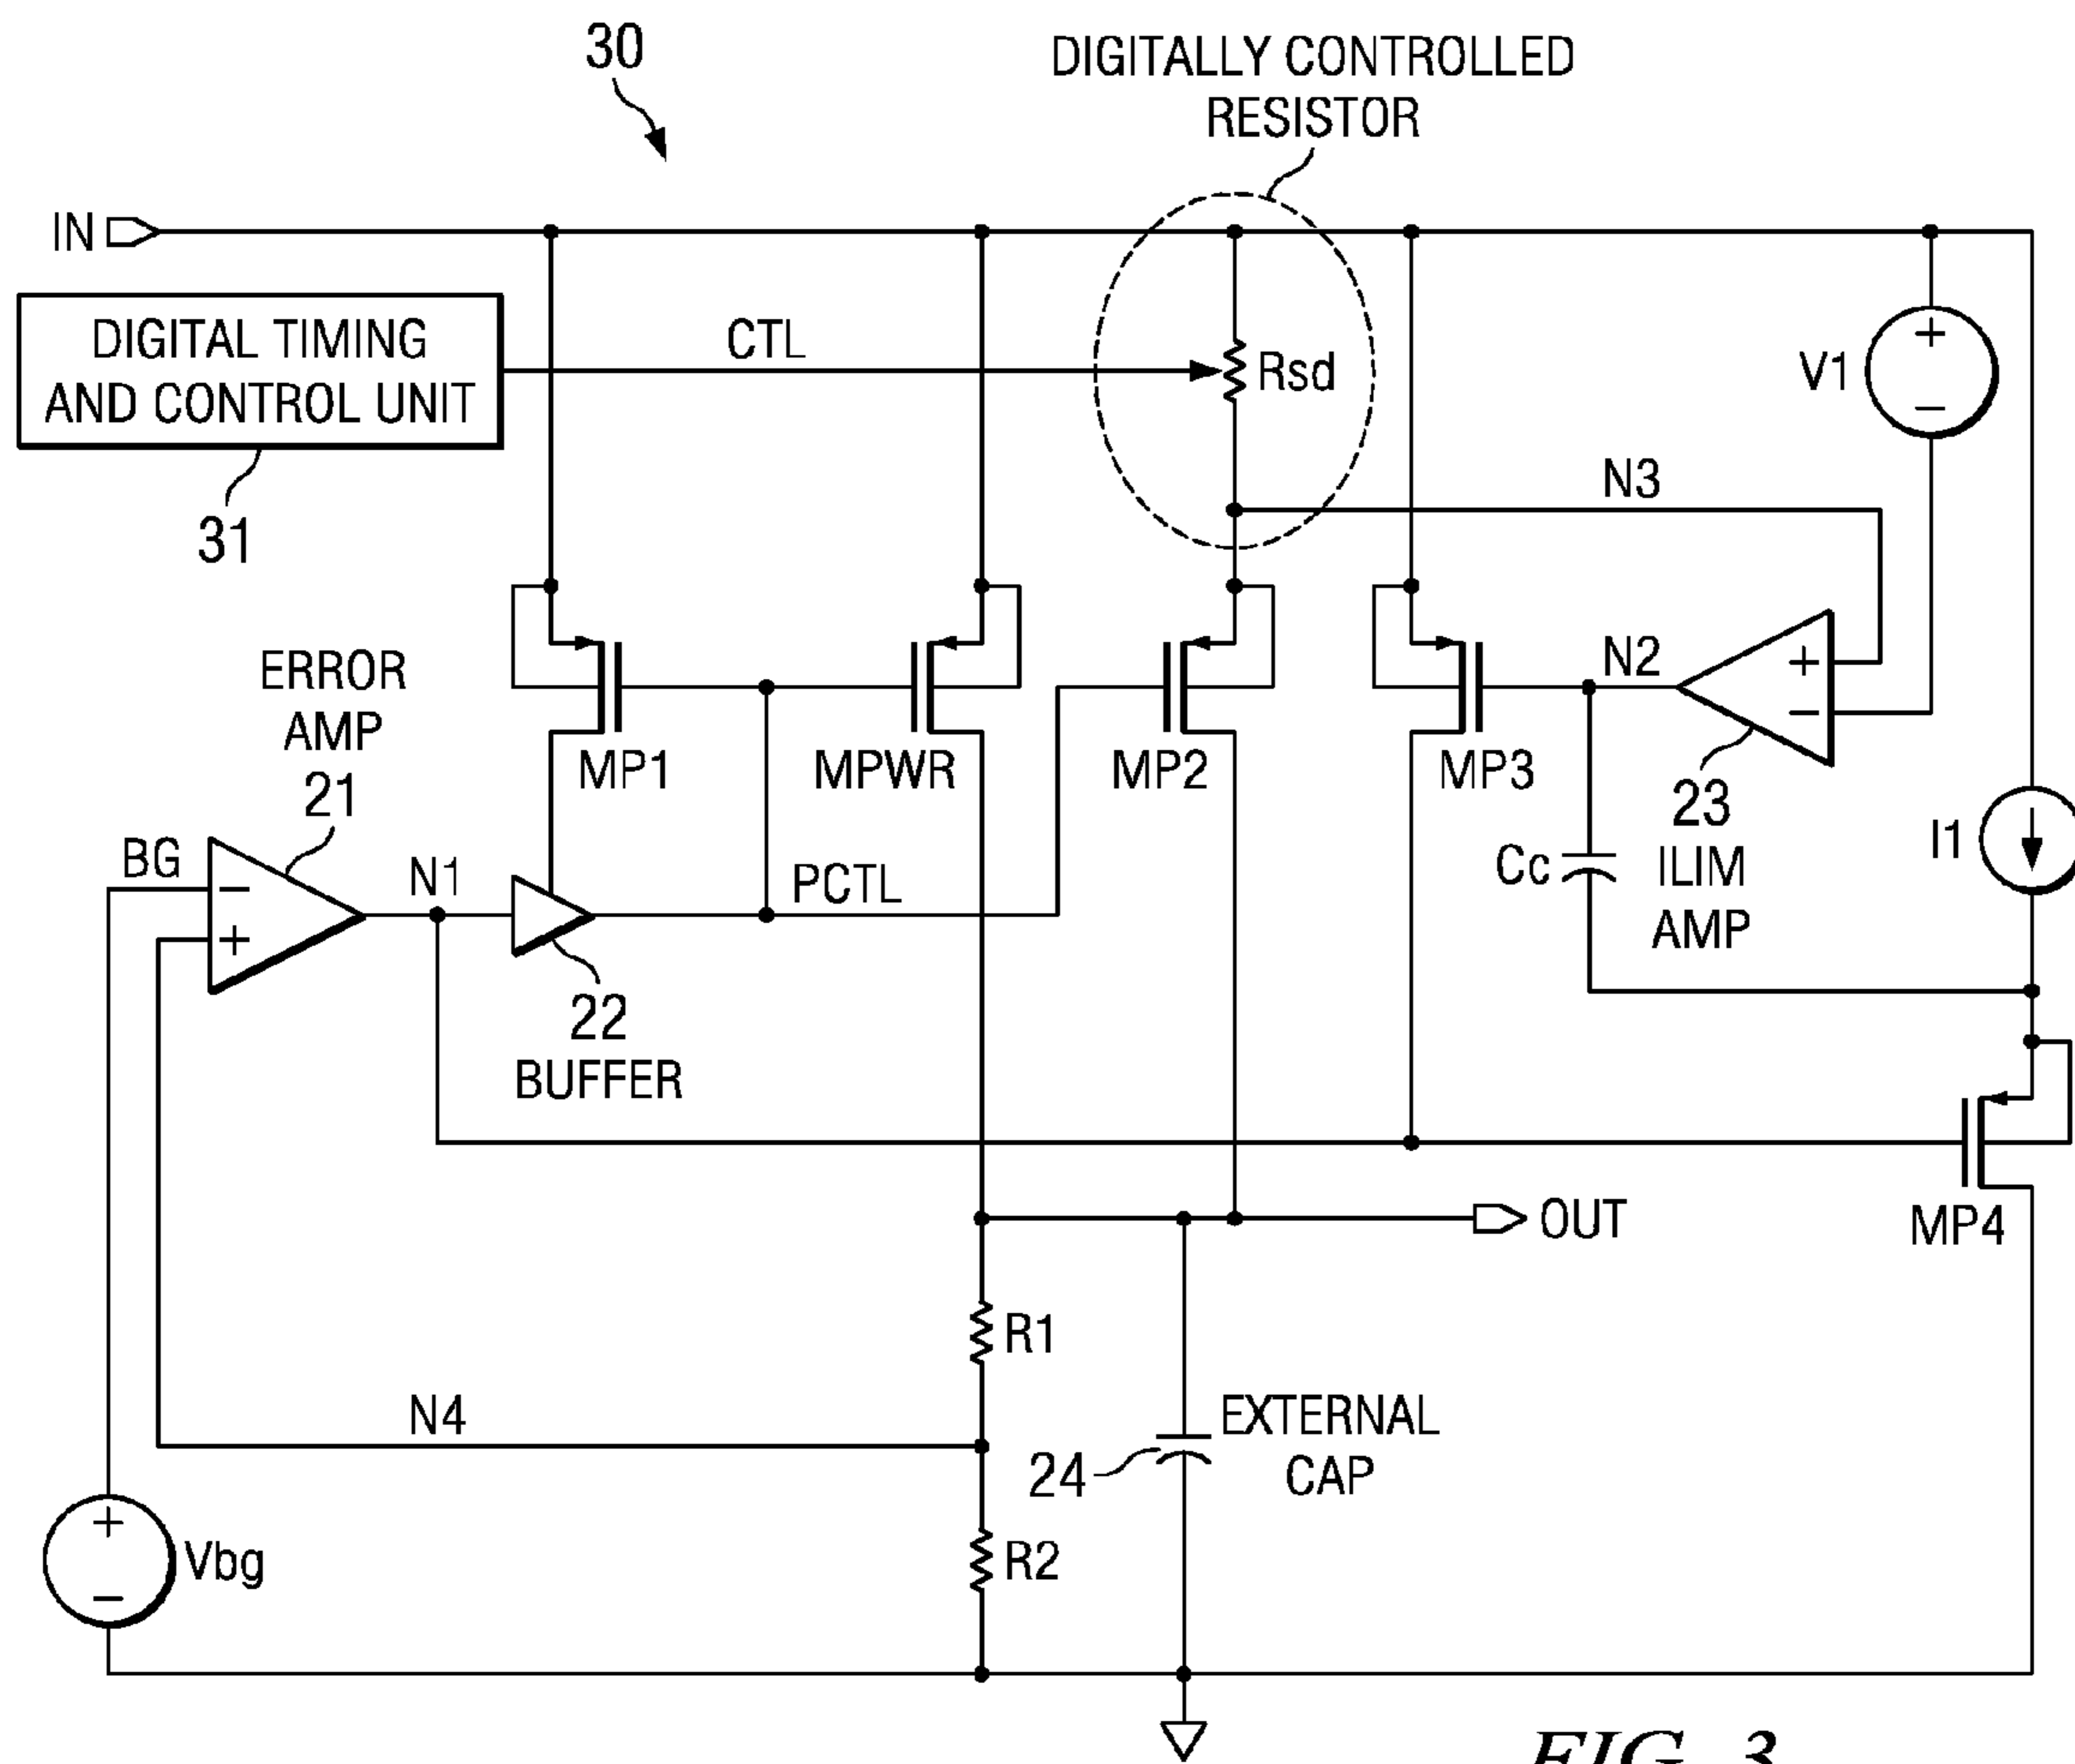 30
DIGITALLY CONTROLLED
RESISTOR
IN
DIGITAL TIMING
AND CONTROL UNIT
31
CTL
Rsd
V1
+
−
N3
ERROR
AMP
21
MP1
MPWR
MP2
MP3
N2
+
−
23
ILIM
AMP
Cc
I1
BG
−
+
N1
22
BUFFER
PCTL
MP4
OUT
R1
N4
24
EXTERNAL
CAP
+
−
Vbg
R2
FIG. 3